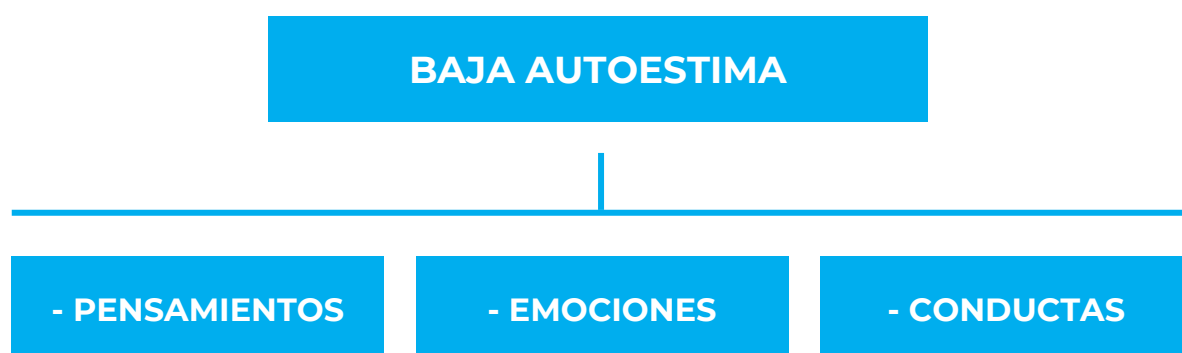 BAJA AUTOESTIMA
- PENSAMIENTOS
- EMOCIONES
- CONDUCTAS